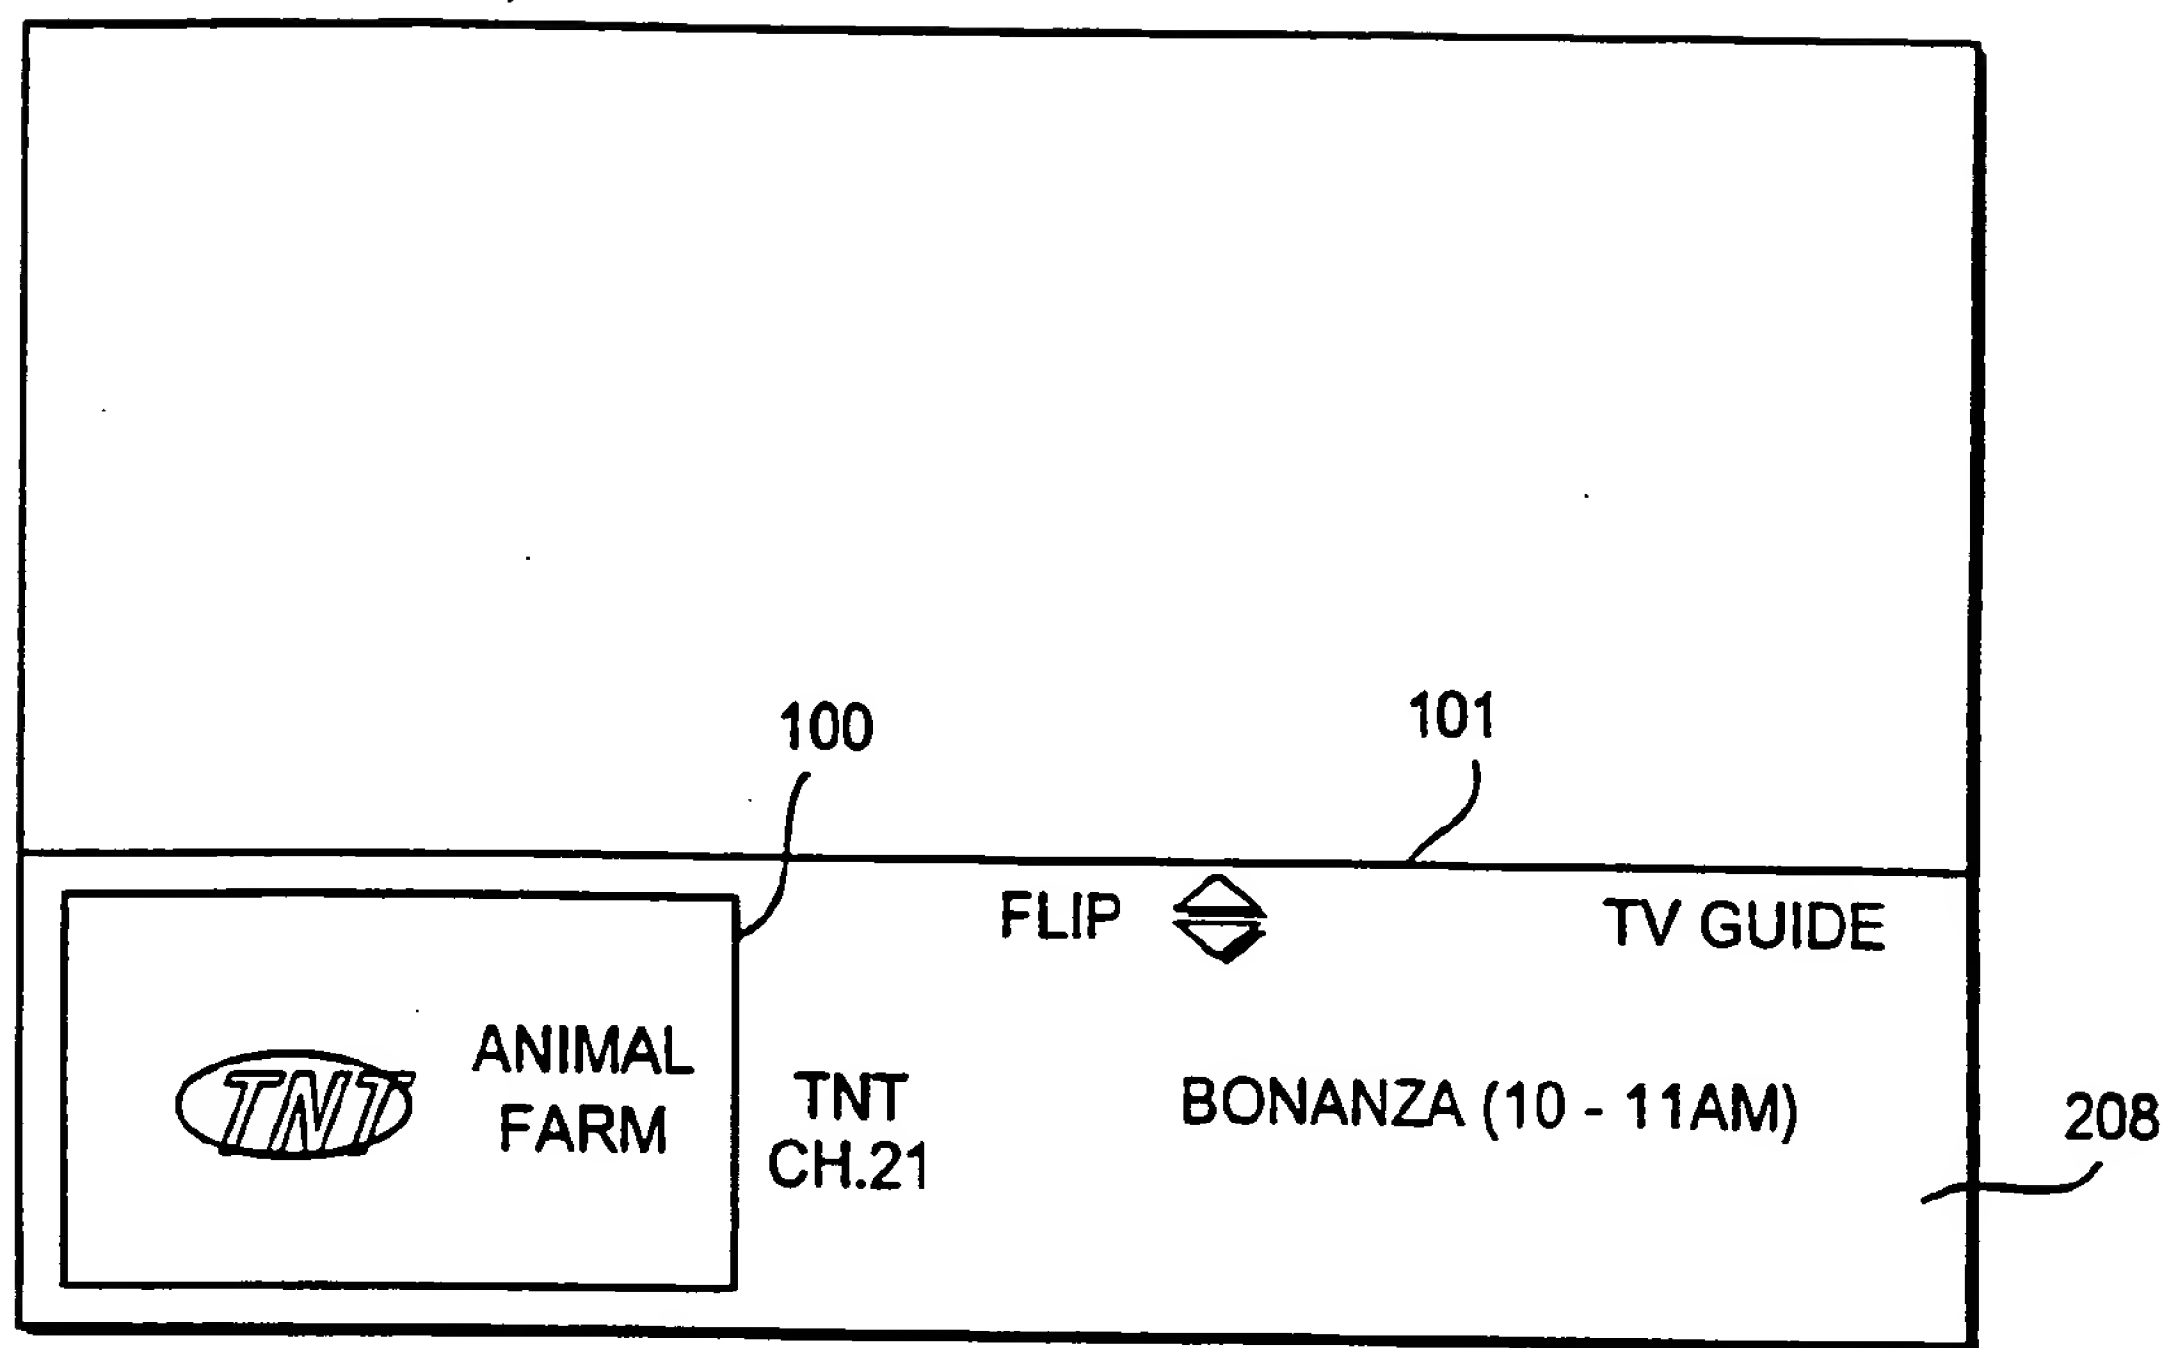 100
101
FLIP
TV GUIDE
TNT
ANIMAL
FARM
TNT
CH.21
BONANZA (10 - 11AM)
208